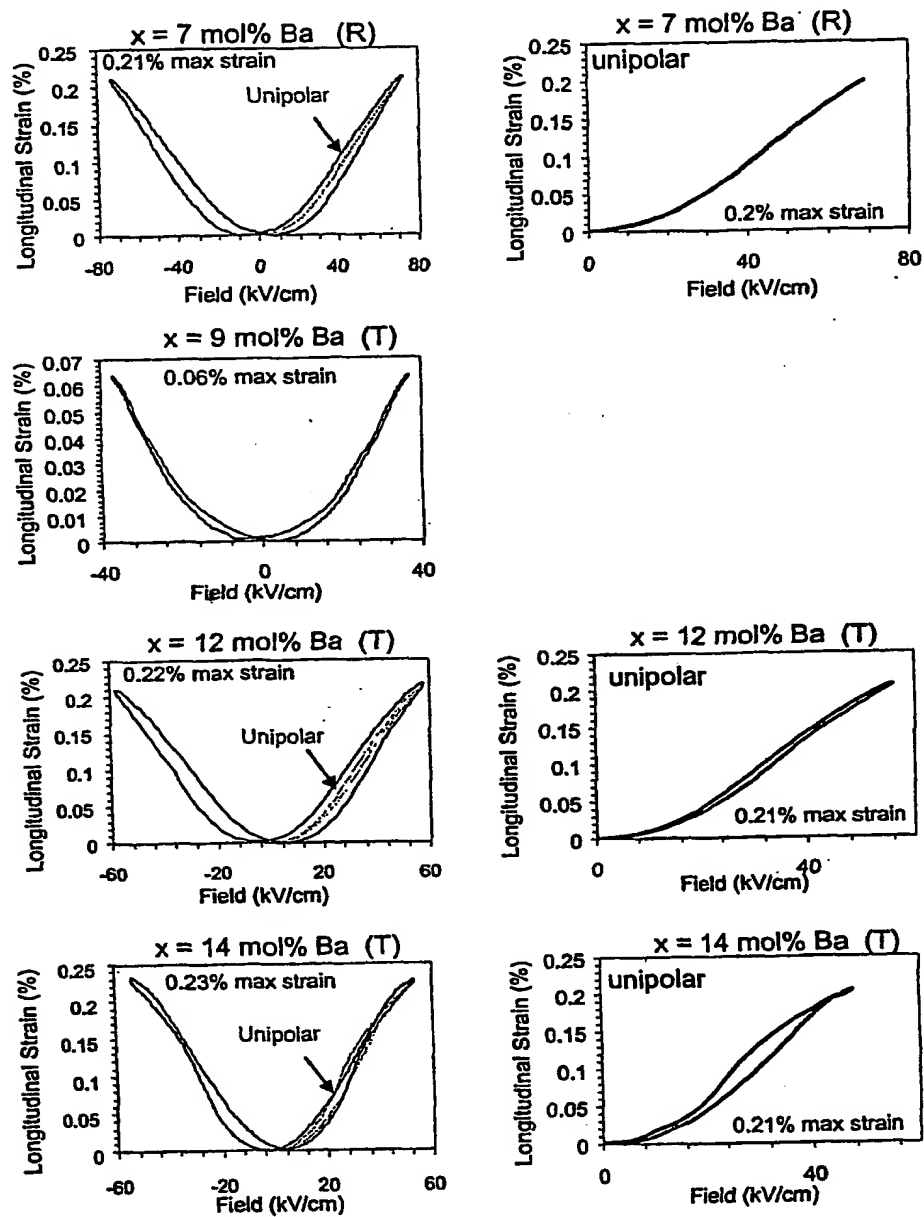 x = 7 mol% Ba (R)
0.25
0.2
0.15
0.1
0.05
0
Longitudinal Strain (%)
0.21% max strain
Unipolar
-80
-40
0
40
80
Field (kV/cm)
x = 7 mol% Ba (R)
0.25
0.2
0.15
0.1
0.05
0
Longitudinal Strain (%)
unipolar
0.2% max strain
0
40
80
Field (kV/cm)
x = 9 mol% Ba (T)
0.07
0.06
0.05
0.04
0.03
0.02
0.01
0
Longitudinal Strain (%)
0.06% max strain
-40
0
40
Field (kV/cm)
x = 12 mol% Ba (T)
0.25
0.2
0.15
0.1
0.05
0
Longitudinal Strain (%)
0.22% max strain
Unipolar
-60
-20
20
60
Field (kV/cm)
x = 12 mol% Ba (T)
0.25
0.2
0.15
0.1
0.05
0
Longitudinal Strain (%)
unipolar
0.21% max strain
0
40
Field (kV/cm)
x = 14 mol% Ba (T)
0.25
0.2
0.15
0.1
0.05
0
Longitudinal Strain (%)
0.23% max strain
Unipolar
-60
-20
20
60
Field (kV/cm)
x = 14 mol% Ba (T)
0.25
0.2
0.15
0.1
0.05
0
Longitudinal Strain (%)
unipolar
0.21% max strain
0
40
Field (kV/cm)